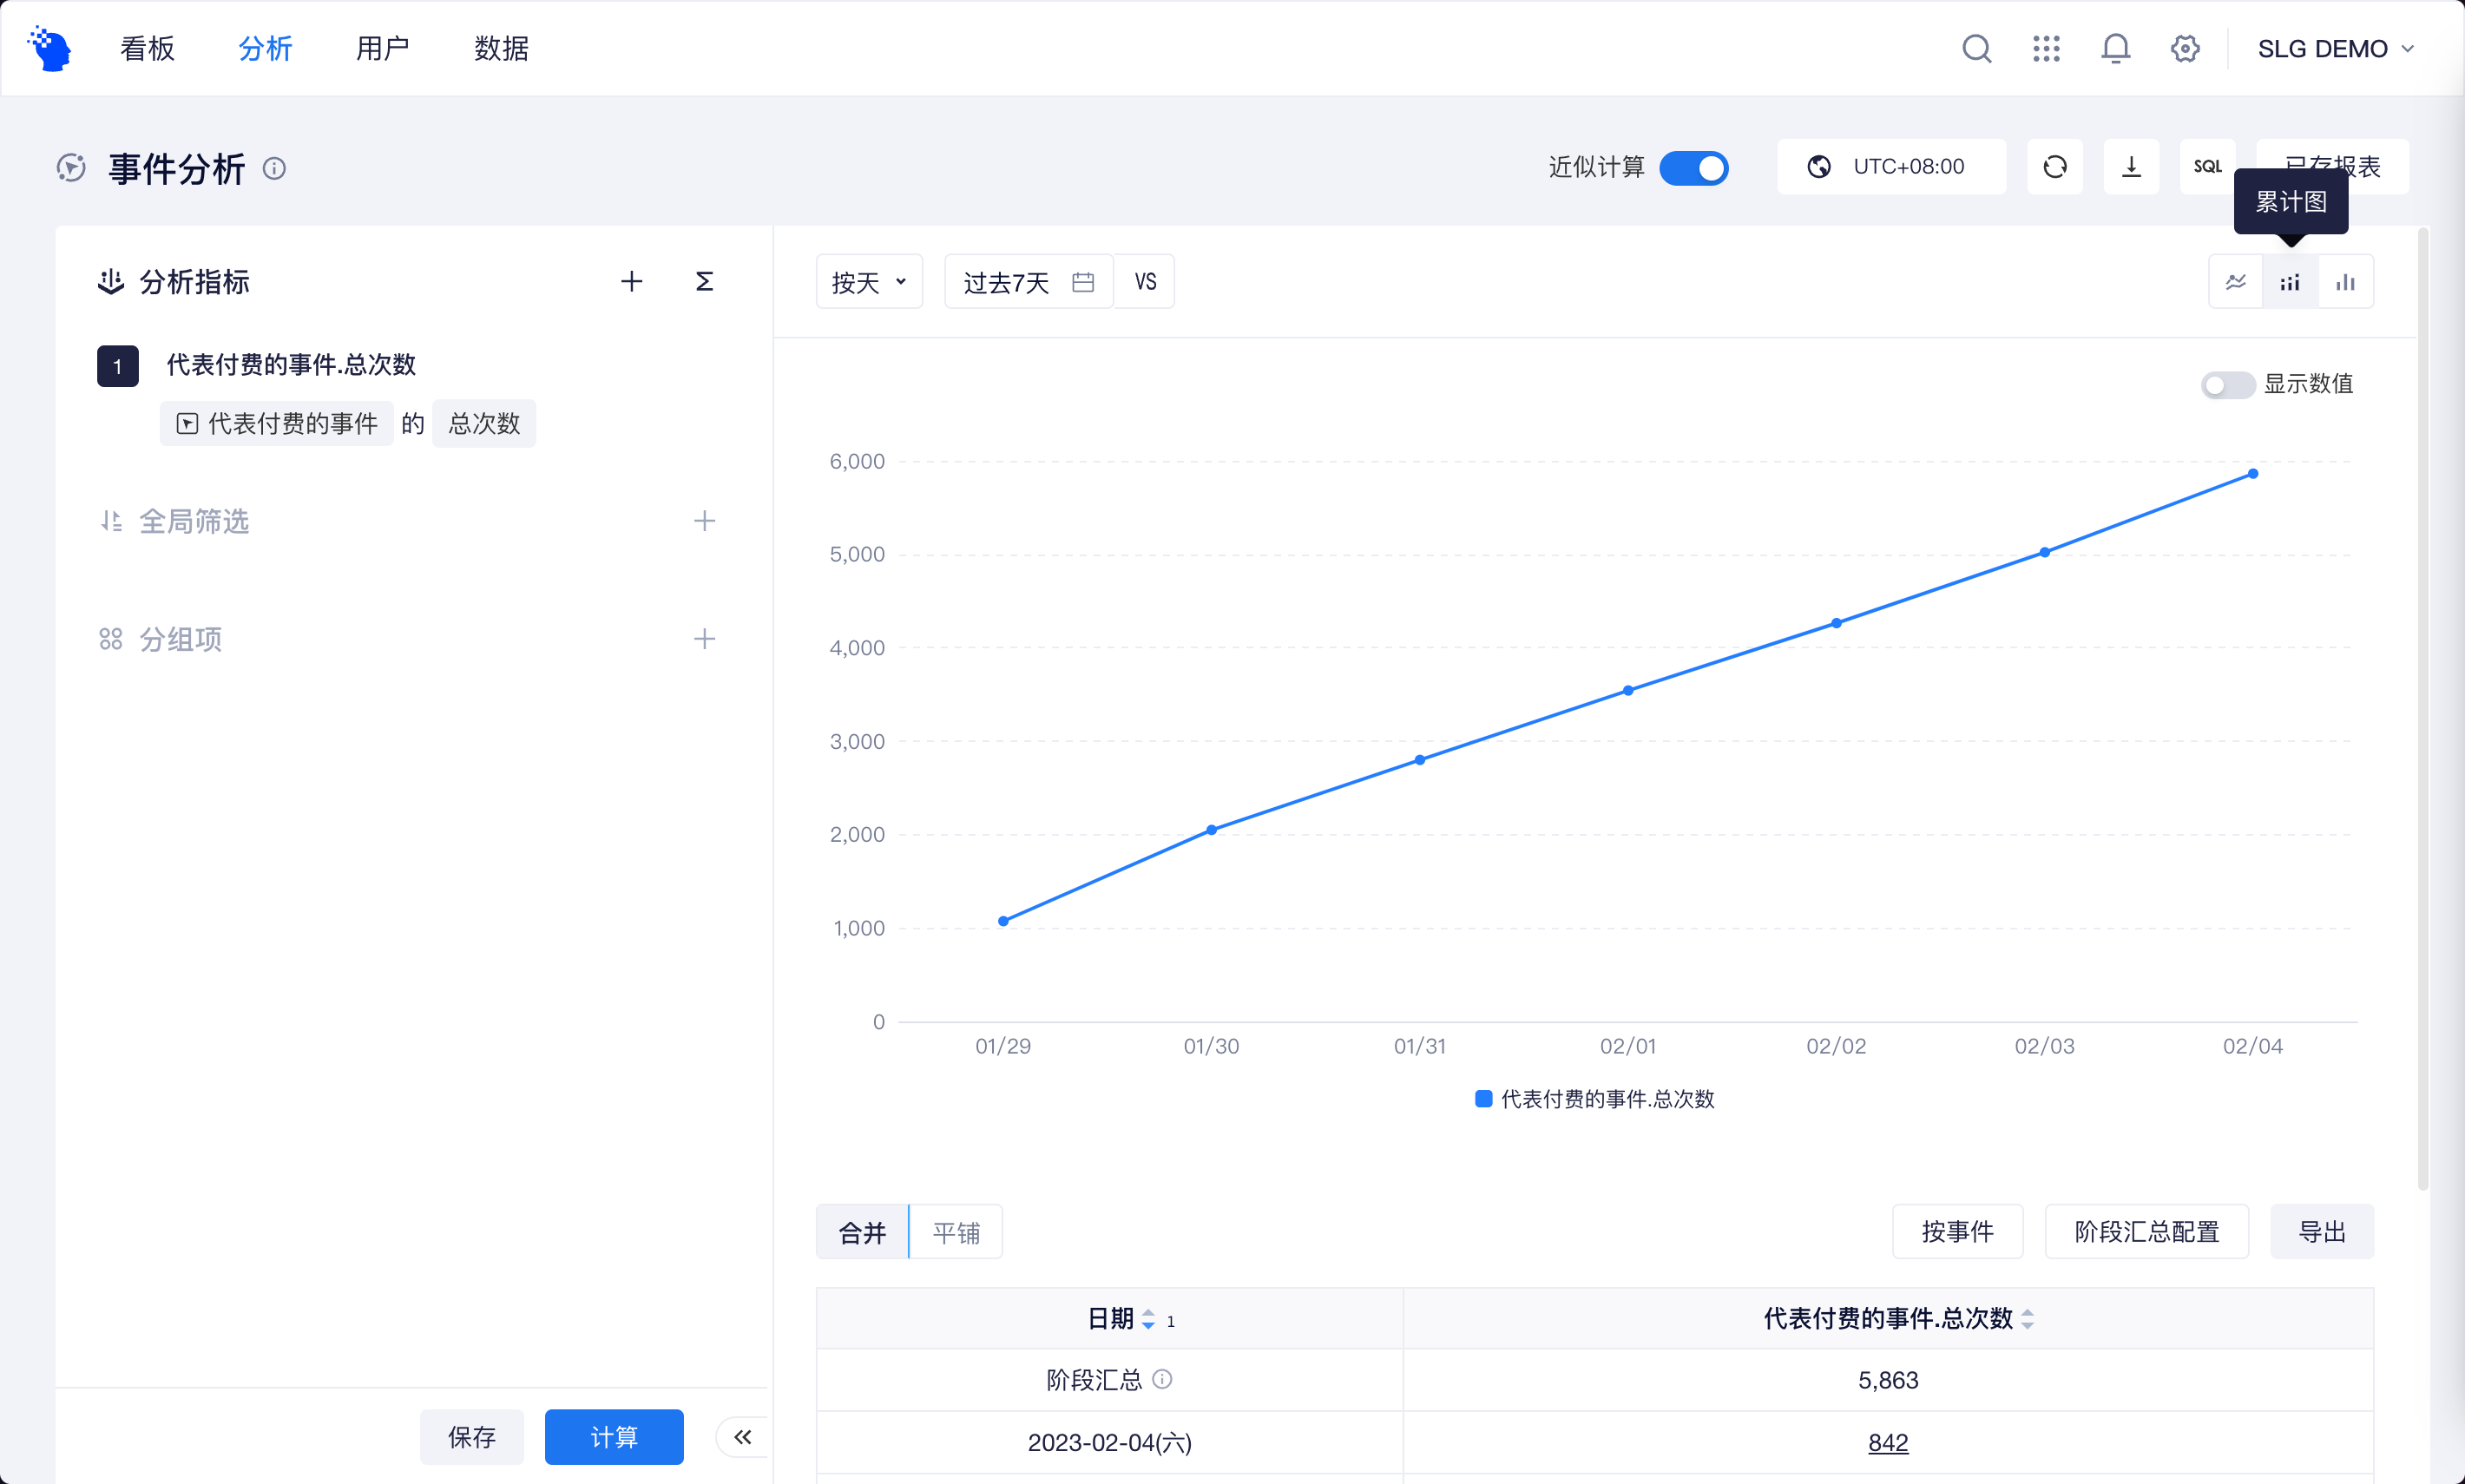 看板 分析 用户 数据 SLG DEMO
事件分析 近似计算 UTC+08:00 SQL 已存报表
累计图
分析指标 Σ
按天 过去7天 VS
1 代表付费的事件.总次数
代表付费的事件 的 总次数
显示数值
全局筛选
分组项
6,000
5,000
4,000
3,000
2,000
1,000
0
01/29 01/30 01/31 02/01 02/02 02/03 02/04
代表付费的事件.总次数
合并 平铺 按事件 阶段汇总配置 导出
日期 1 代表付费的事件.总次数
阶段汇总 5,863
2023-02-04(六) 842
保存 计算